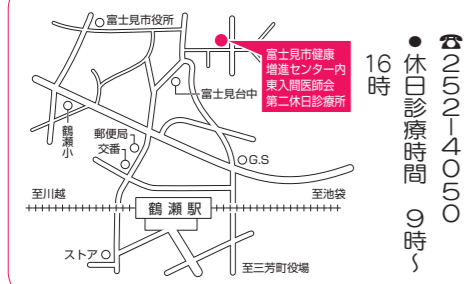 ☎252-4050
●休日診療時間 9時～
16時
富士見市役所
富士見市健康
増進センター内
東入間医師会
第二休日診療所
富士見台中
鶴瀬小
郵便局
交番
G.S
至川越
至池袋
鶴瀬駅
ストア
至三芳町役場